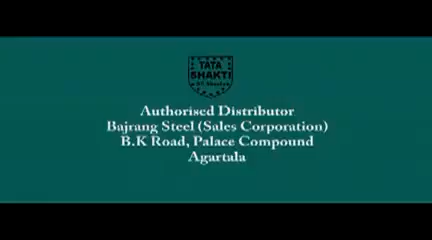 TATA
SHAKTI
Authorised Distributor
Bajrang Steel (Sales Corporation)
B.K Road, Palace Compound
Agartala